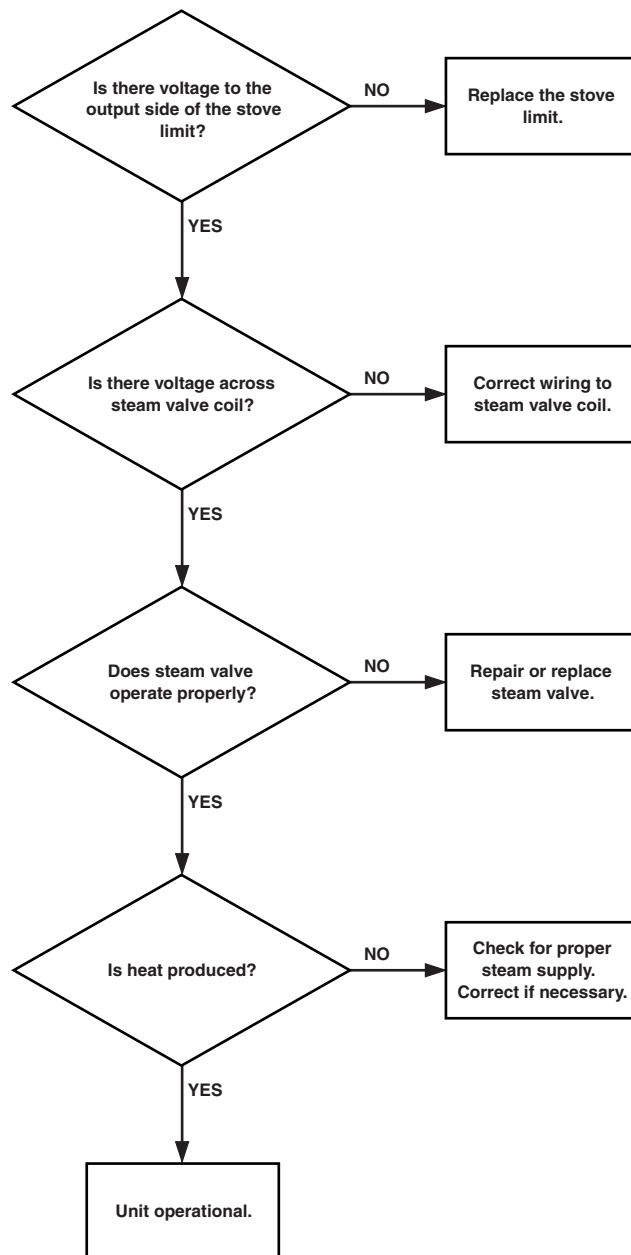 Is there voltage to the
output side of the stove
limit?
NO
Replace the stove
limit.
YES
Is there voltage across
steam valve coil?
NO
Correct wiring to
steam valve coil.
YES
Does steam valve
operate properly?
NO
Repair or replace
steam valve.
YES
Is heat produced?
NO
Check for proper
steam supply.
Correct if necessary.
YES
Unit operational.